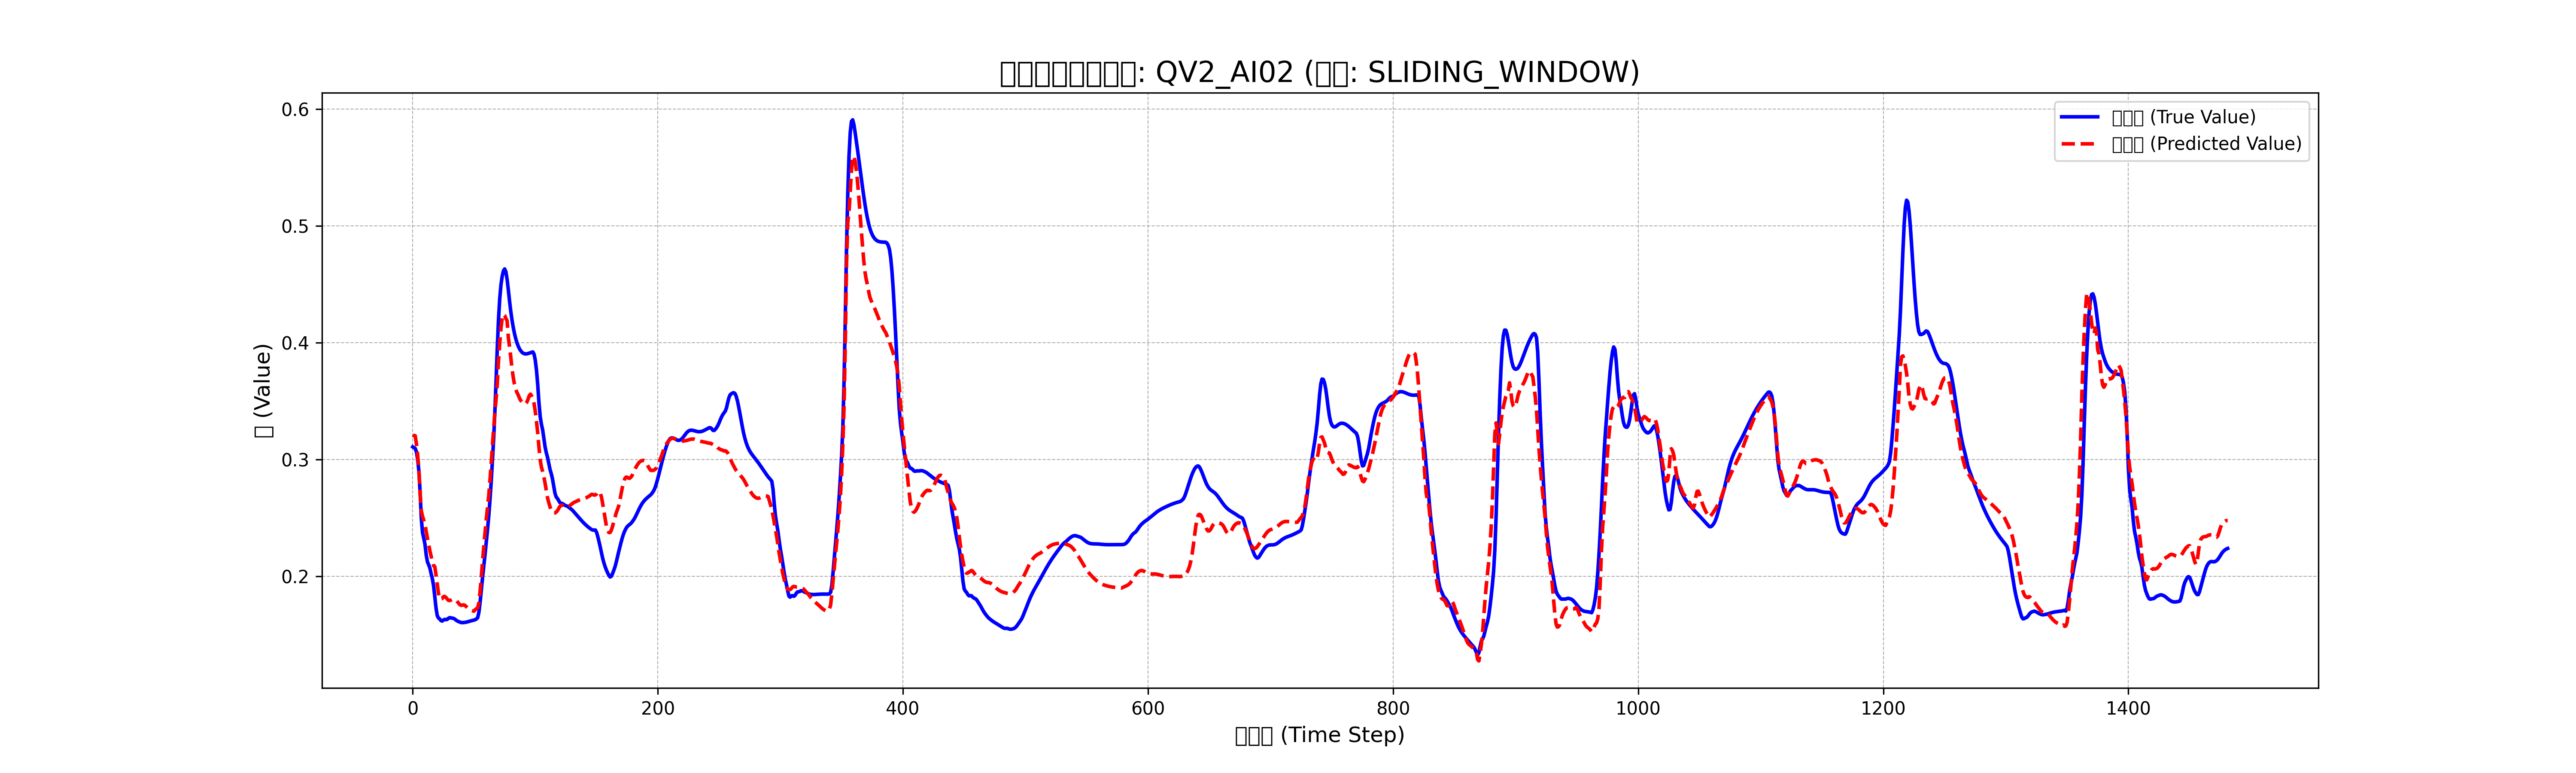 : QV2_AI02 (: SLIDING_WINDOW)
(True Value)
(Predicted Value)
0.6
0.5
0.4
0.3
0.2
(Value)
0
200
400
600
800
1000
1200
1400
(Time Step)